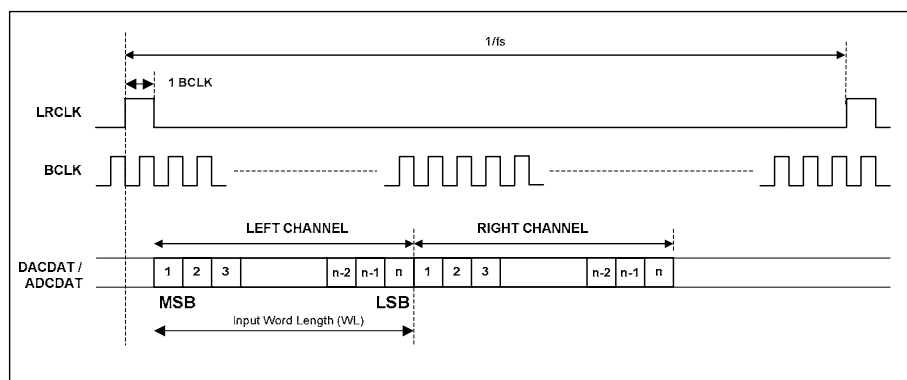 1/fs
1 BCLK
LRCLK
BCLK
LEFT CHANNEL RIGHT CHANNEL
DACDAT /
ADCDAT
1 2 3 n-2 n-1 n 1 2 3 n-2 n-1 n
MSB LSB
Input Word Length (WL)